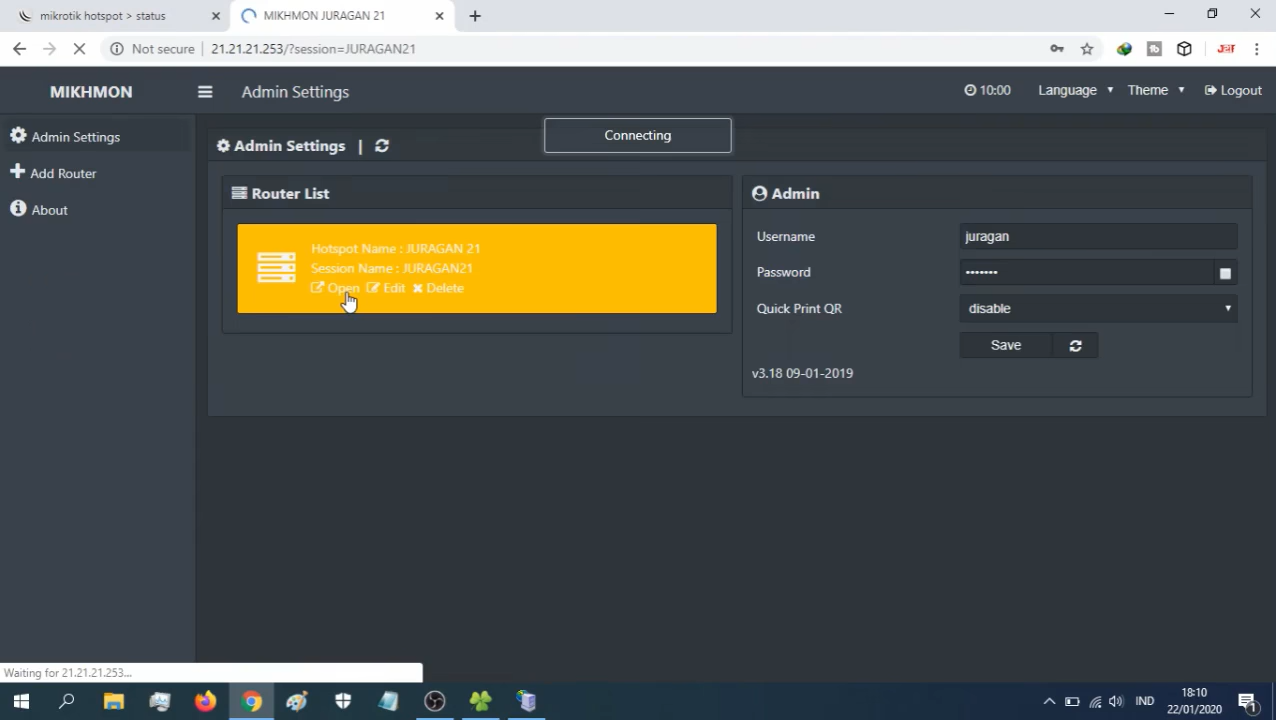 mikrotik hotspot > status
MIKHMON JURAGAN 21
Not secure
21.21.21.253/?session=JURAGAN21
MIKHMON
Admin Settings
10:00
Language
Theme
Logout
Admin Settings
Add Router
About
Admin Settings |
Connecting
Router List
Hotspot Name : JURAGAN 21
Session Name : JURAGAN21
Open Edit Delete
Admin
Username
juragan
Password
•••••••
Quick Print QR
disable
Save
v3.18 09-01-2019
Waiting for 21.21.21.253...
IND
18:10
22/01/2020
1